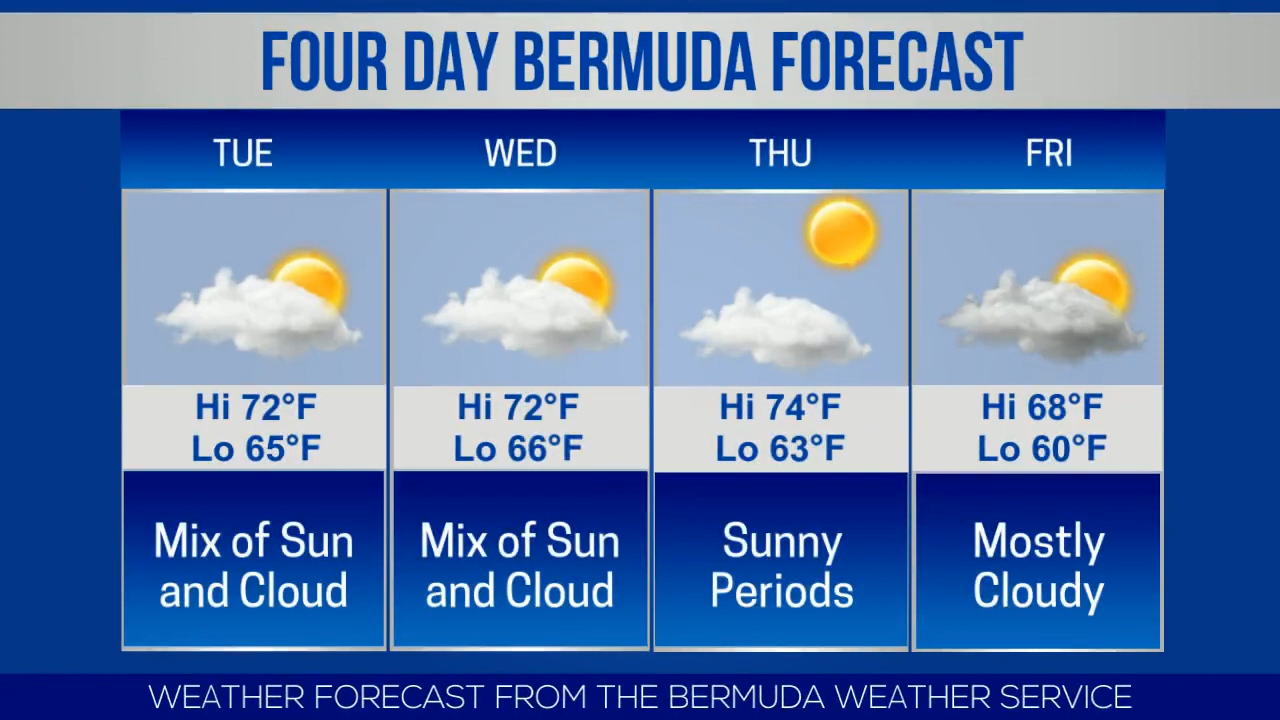 FOUR DAY BERMUDA FORECAST
TUE WED THU FRI
Hi 72°F Hi 72°F Hi 74°F Hi 68°F
Lo 65°F Lo 66°F Lo 63°F Lo 60°F
Mix of Sun Mix of Sun Sunny Mostly
and Cloud and Cloud Periods Cloudy
WEATHER FORECAST FROM THE BERMUDA WEATHER SERVICE